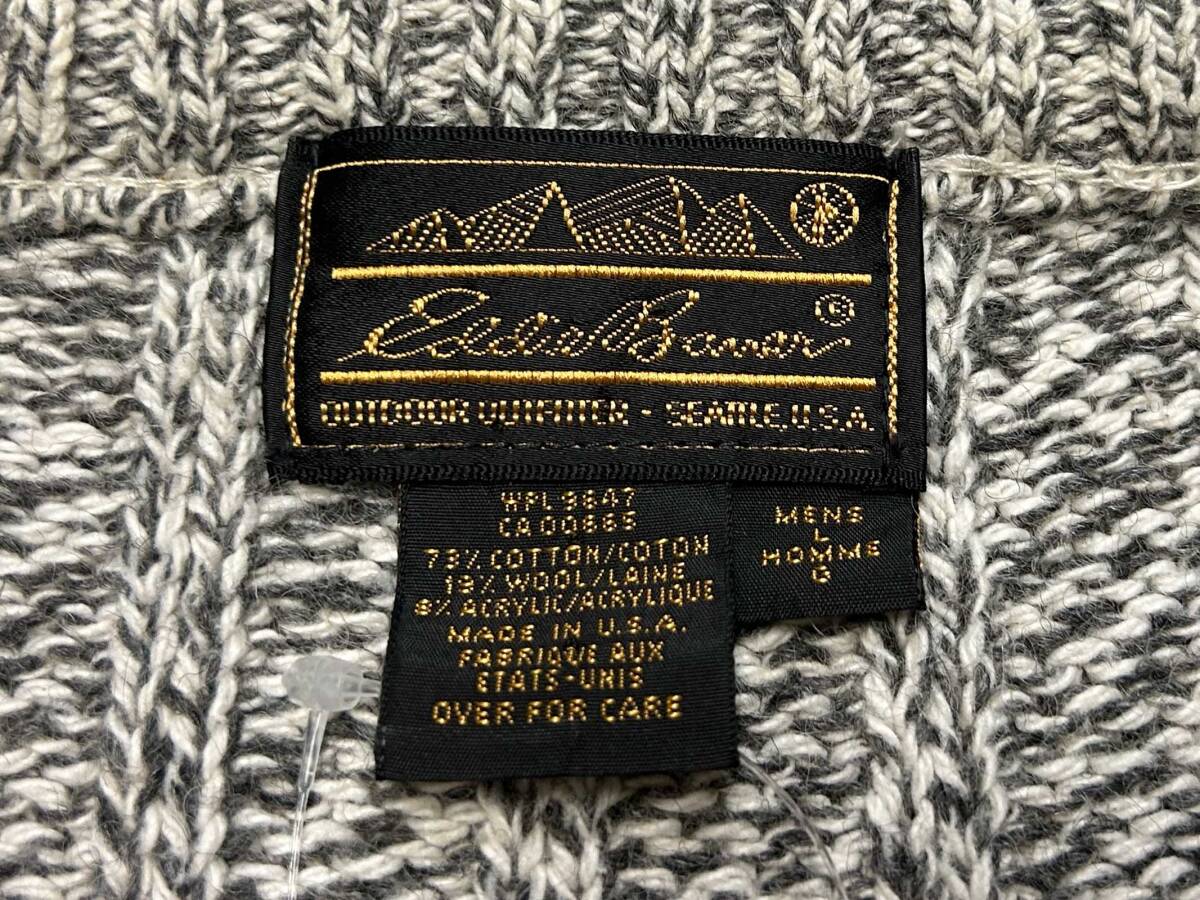 Eddie Bauer ©
OUTDOOR OUTFITTER - SEATTLE, U.S.A.
WPL 9847
CA00665
73% COTTON/COTON
19% WOOL/LAINE
8% ACRYLIC/ACRYLIQUE
MADE IN U.S.A.
FABRIQUE AUX
ETATS-UNIS
OVER FOR CARE
MENS
L
HOMME
G